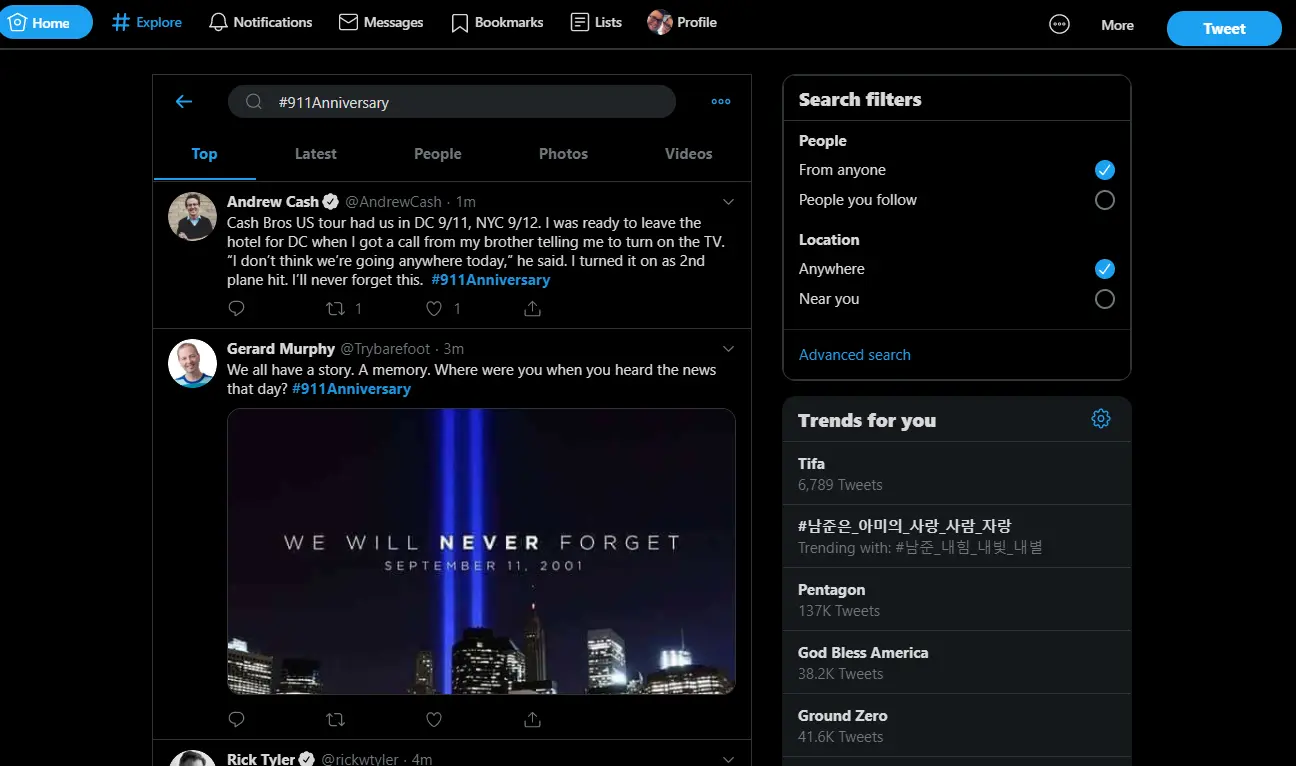 Home
Explore
Notifications
Messages
Bookmarks
Lists
Profile
More
Tweet
#911Anniversary
Top
Latest
People
Photos
Videos
Andrew Cash @AndrewCash · 1m
Cash Bros US tour had us in DC 9/11, NYC 9/12. I was ready to leave the
hotel for DC when I got a call from my brother telling me to turn on the TV.
“I don’t think we’re going anywhere today,” he said. I turned it on as 2nd
plane hit. I’ll never forget this. #911Anniversary
1
1
Gerard Murphy @Trybarefoot · 3m
We all have a story. A memory. Where were you when you heard the news
that day? #911Anniversary
WE WILL NEVER FORGET
SEPTEMBER 11, 2001
Rick Tyler @rickwtyler · 4m
Search filters
People
From anyone
People you follow
Location
Anywhere
Near you
Advanced search
Trends for you
Tifa
6,789 Tweets
#남준은_아미의_사랑_사람_자랑
Trending with: #남준_내힘_내빛_내별
Pentagon
137K Tweets
God Bless America
38.2K Tweets
Ground Zero
41.6K Tweets